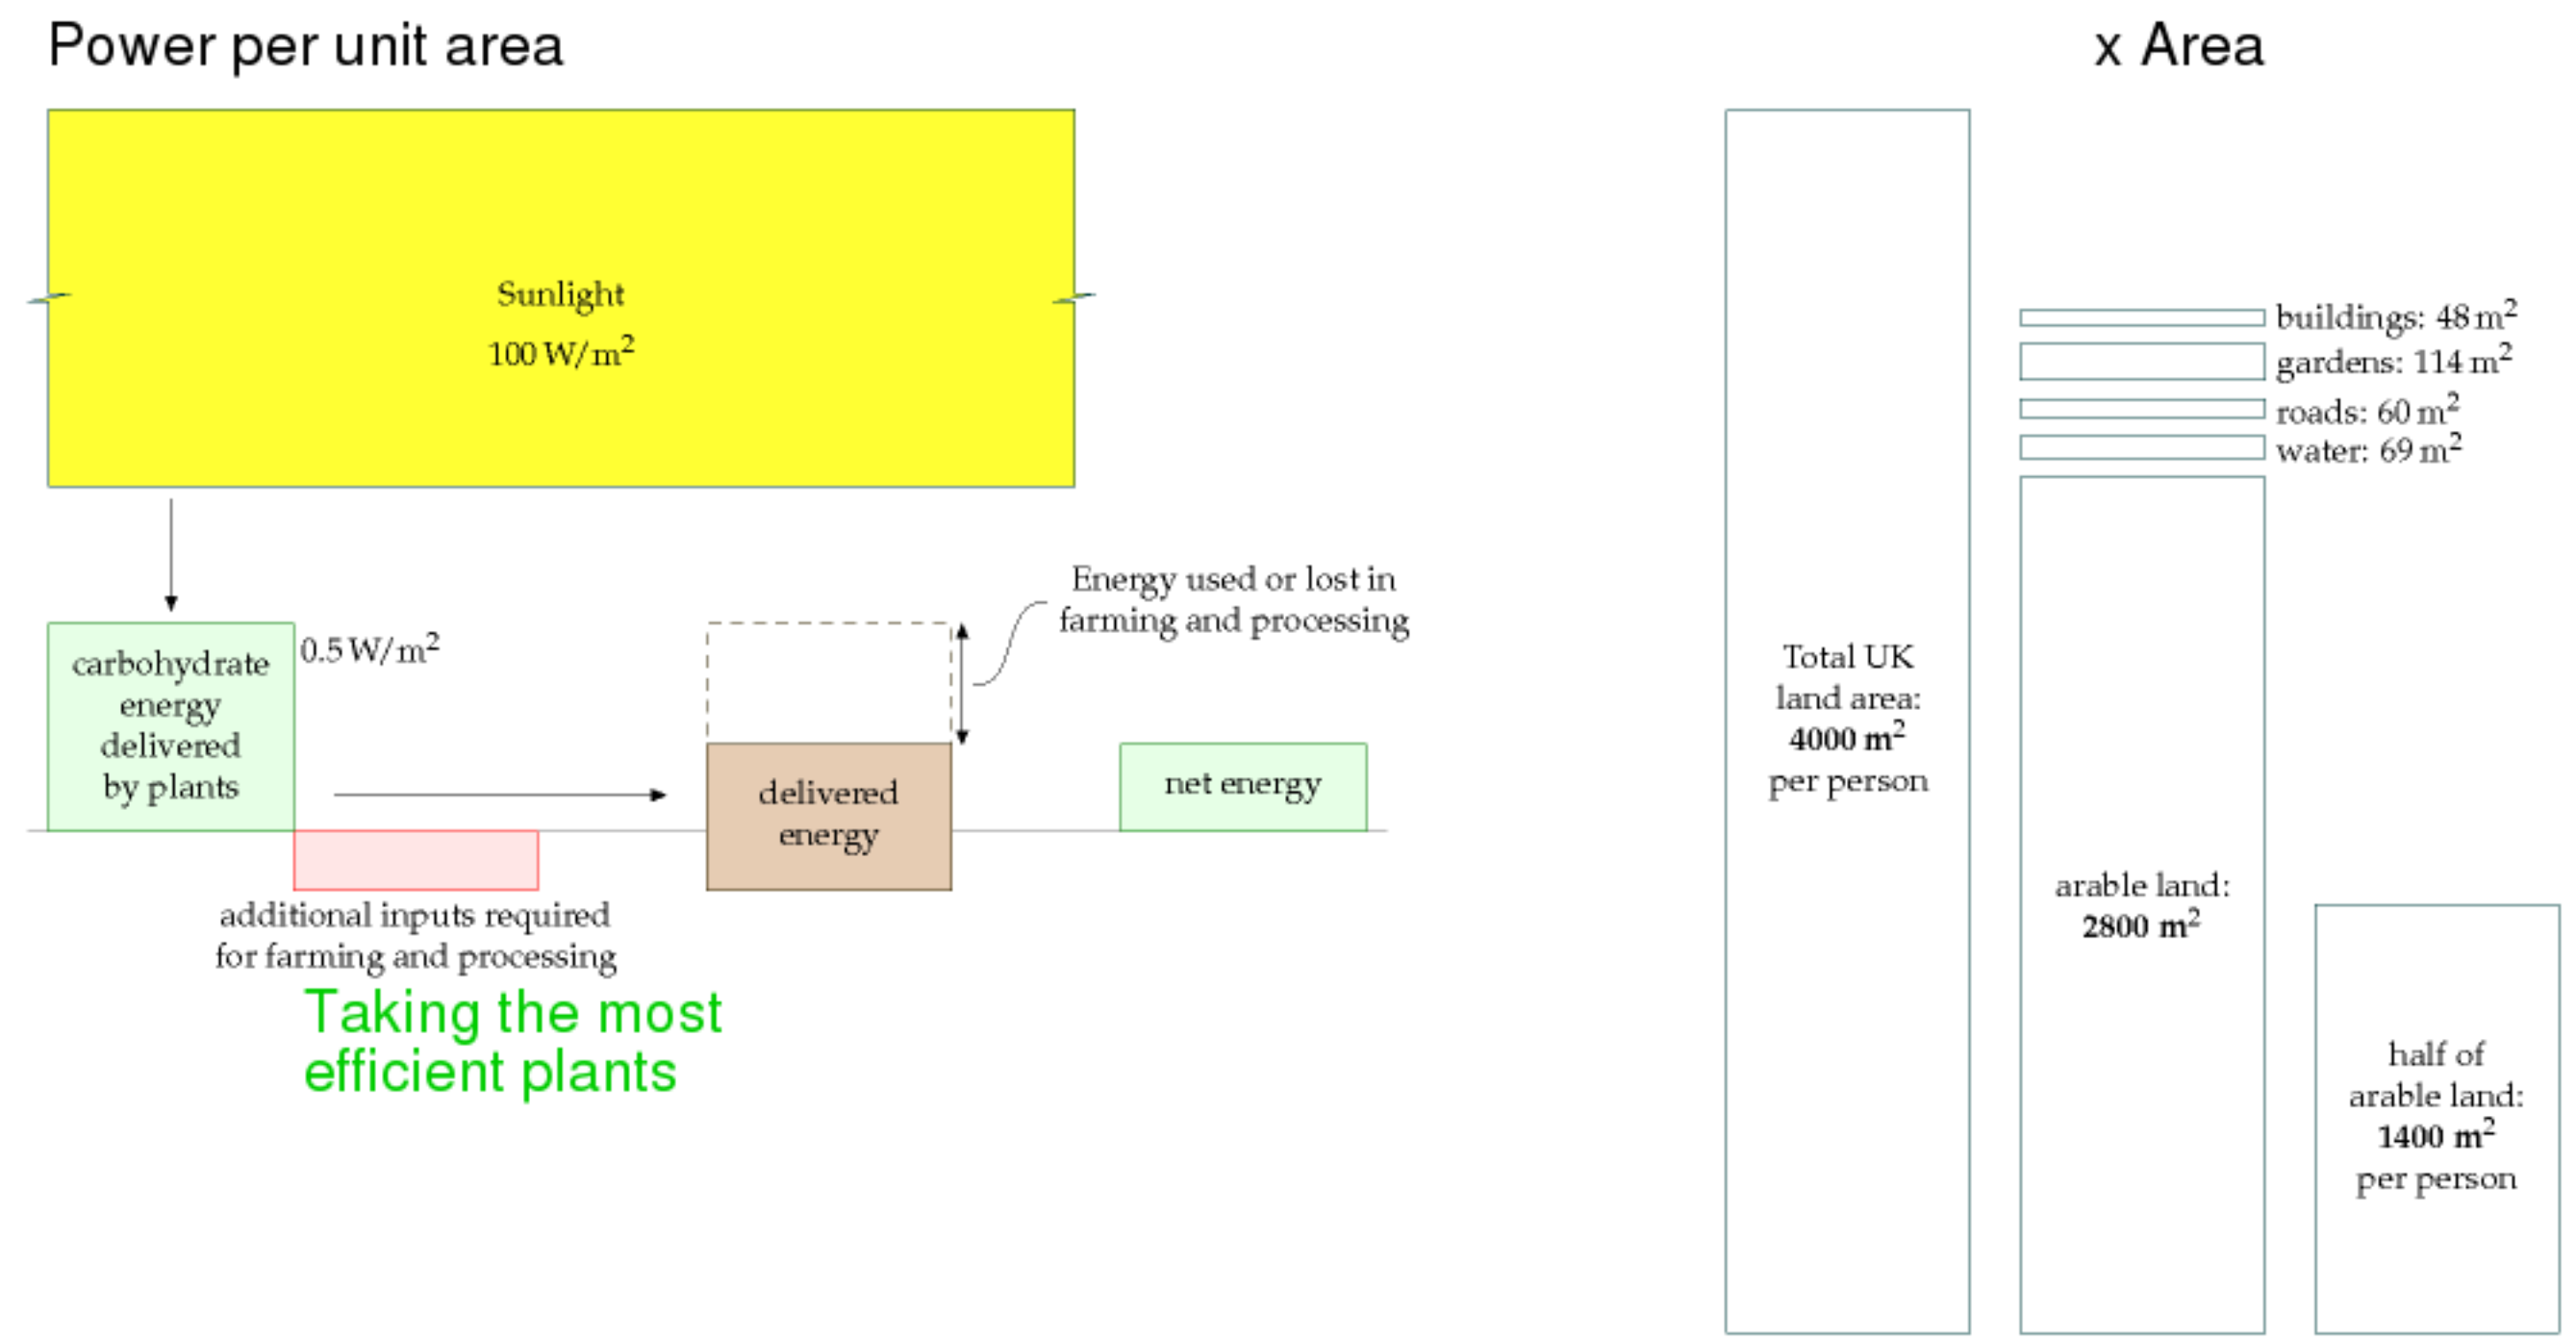 Power per unit area
x Area
Sunlight
100 W/m²
carbohydrate
energy
delivered
by plants
0.5 W/m²
additional inputs required
for farming and processing
Taking the most
efficient plants
delivered
energy
Energy used or lost in
farming and processing
net energy
Total UK
land area:
4000 m²
per person
buildings: 48 m²
gardens: 114 m²
roads: 60 m²
water: 69 m²
arable land:
2800 m²
half of
arable land:
1400 m²
per person